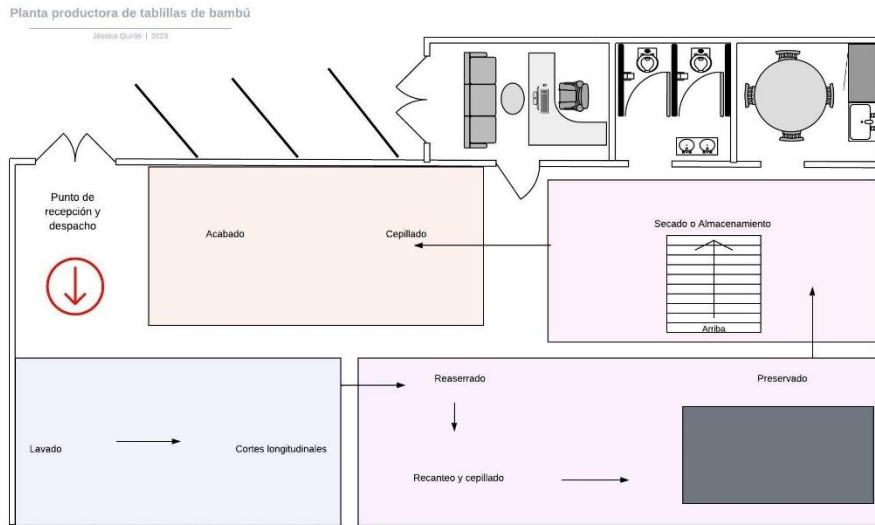 Planta productora de tablillas de bambú
Jéssica Quirós | 2023
Punto de
recepción y
despacho
Acabado
Cepillado
Secado o Almacenamiento
Arriba
Lavado
Cortes longitudinales
Reaserrado
Preservado
Recanteo y cepillado